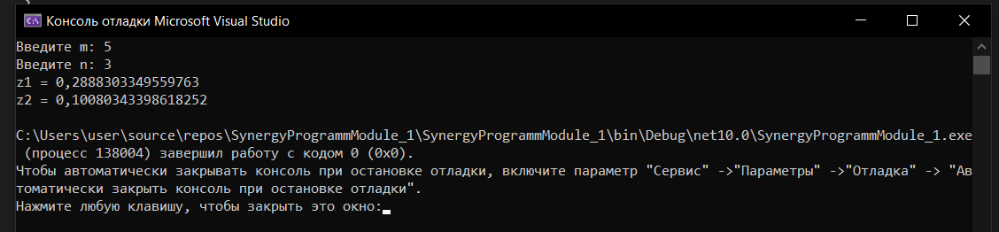 Консоль отладки Microsoft Visual Studio
Введите m: 5
Введите n: 3
z1 = 0,2888303349559763
z2 = 0,10080343398618252
C:\Users\user\source\repos\SynergyProgrammModule_1\SynergyProgrammModule_1\bin\Debug\net10.0\SynergyProgrammModule_1.exe
(процесс 138004) завершил работу с кодом 0 (0x0).
Чтобы автоматически закрывать консоль при остановке отладки, включите параметр "Сервис" ->"Параметры" ->"Отладка" -> "Ав
томатически закрыть консоль при остановке отладки".
Нажмите любую клавишу, чтобы закрыть это окно: